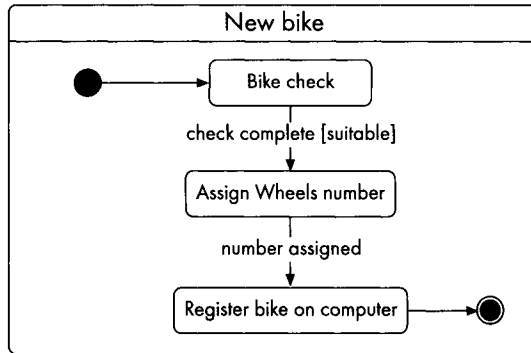 New bike
Bike check
check complete [suitable]
Assign Wheels number
number assigned
Register bike on computer